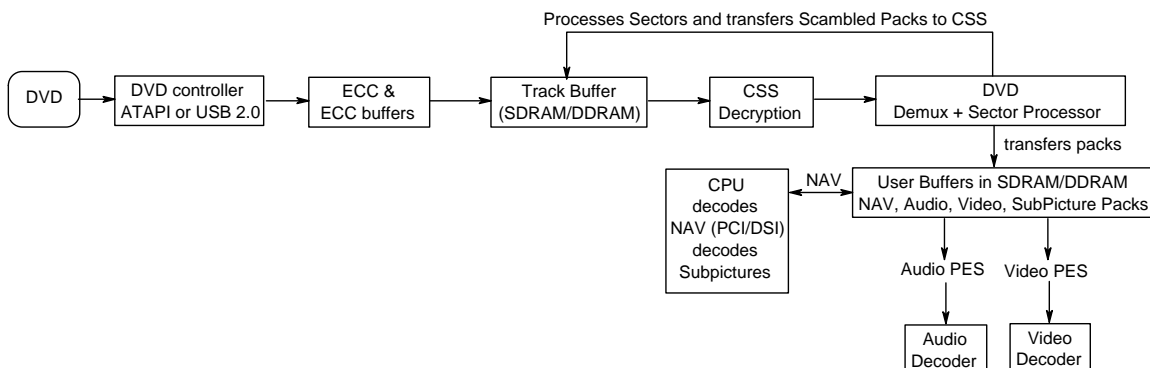 Processes Sectors and transfers Scambled Packs to CSS
DVD
DVD controller
ATAPI or USB 2.0
ECC &
ECC buffers
Track Buffer
(SDRAM/DDRAM)
CSS
Decryption
DVD
Demux + Sector Processor
transfers packs
CPU
decodes
NAV (PCI/DSI)
decodes
Subpictures
NAV
User Buffers in SDRAM/DDRAM
NAV, Audio, Video, SubPicture Packs
Audio PES
Video PES
Audio
Decoder
Video
Decoder